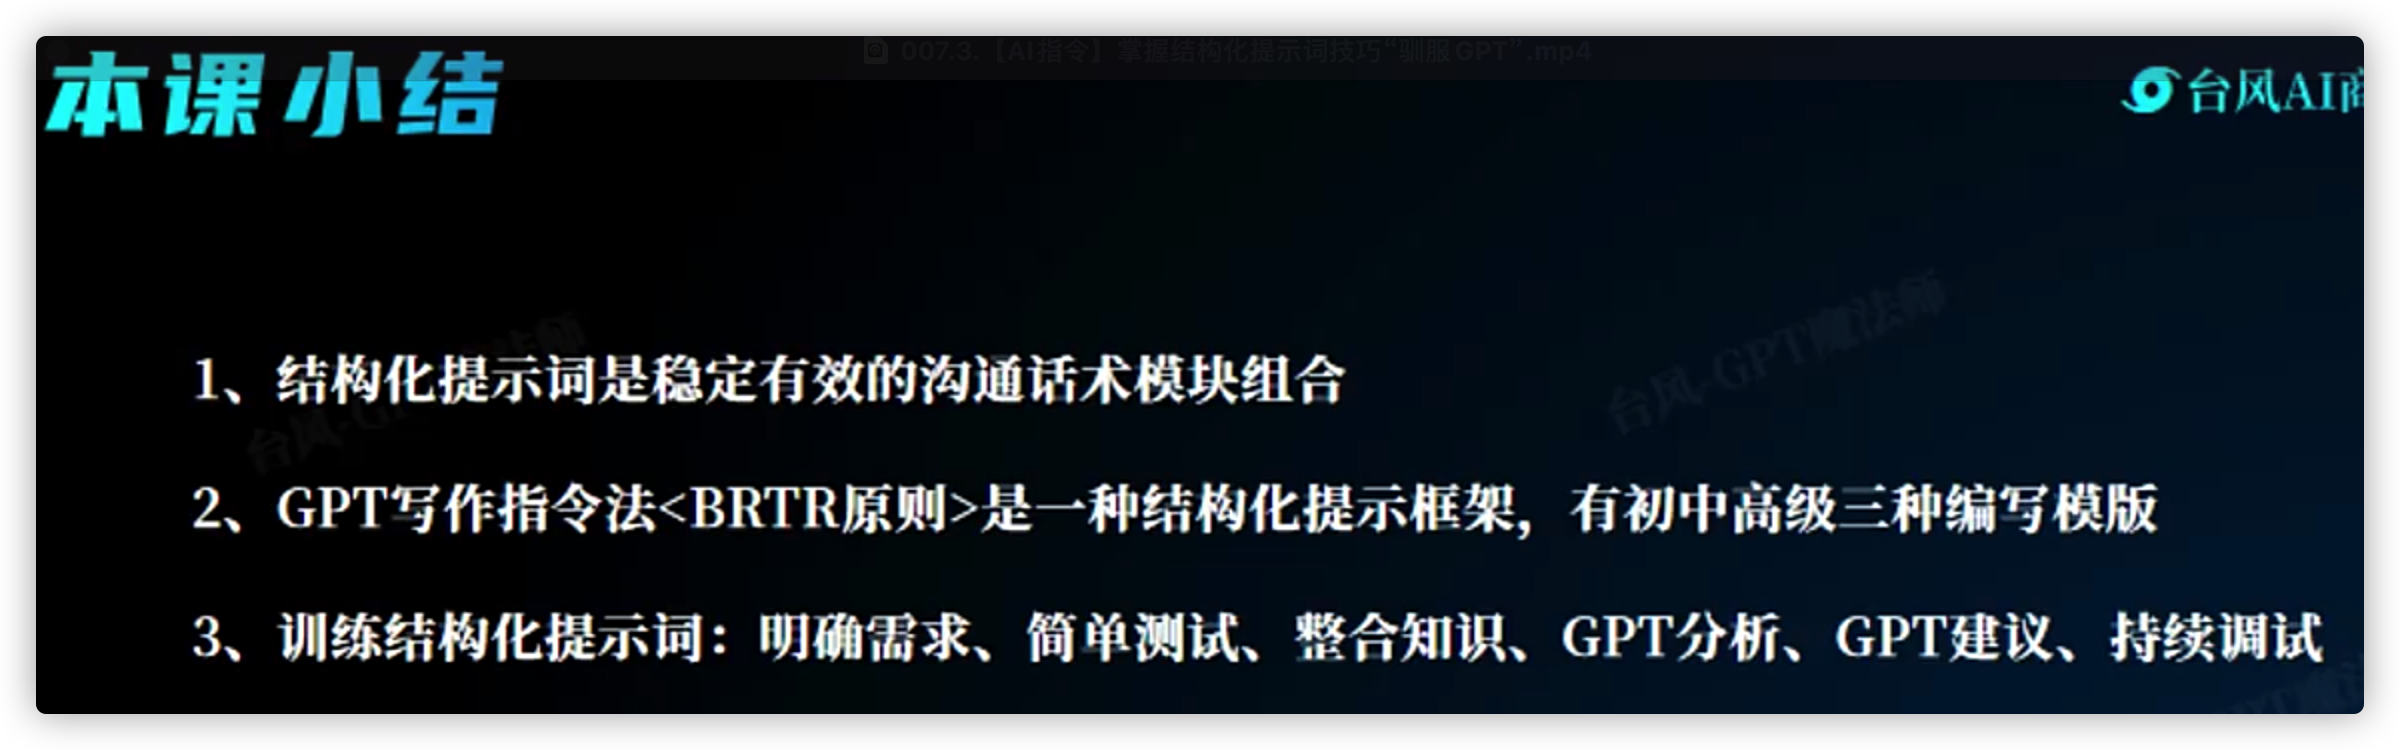 007.3.【AI指令】掌握结构化提示词技巧“驯服GPT”.mp4
本课小结
台风AI商
1、结构化提示词是稳定有效的沟通话术模块组合
台风-GPT魔法师
2、GPT写作指令法<BRTR原则>是一种结构化提示框架，有初中高级三种编写模版
3、训练结构化提示词：明确需求、简单测试、整合知识、GPT分析、GPT建议、持续调试